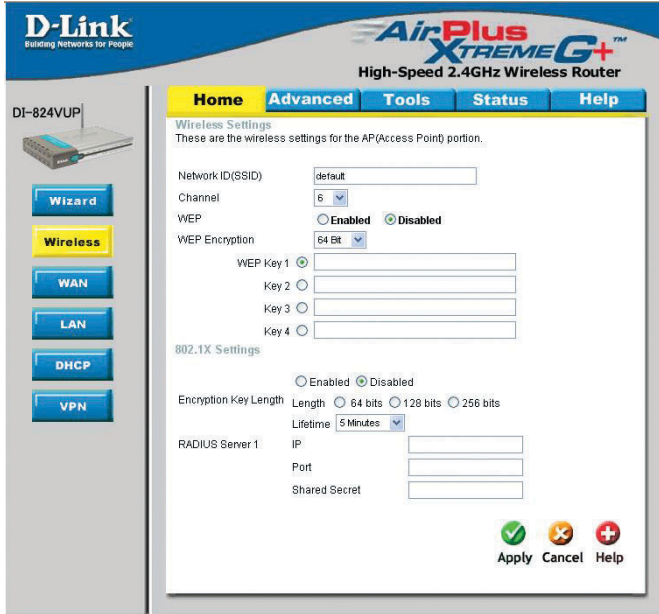 D-Link
Building Networks for People
AirPlus
XTREME G+™
High-Speed 2.4GHz Wireless Router
DI-824VUP
Home Advanced Tools Status Help
Wizard
Wireless
WAN
LAN
DHCP
VPN
Wireless Settings
These are the wireless settings for the AP(Access Point) portion.
Network ID(SSID) default
Channel 6
WEP Enabled Disabled
WEP Encryption 64 Bit
WEP Key 1
Key 2
Key 3
Key 4
802.1X Settings
Enabled Disabled
Encryption Key Length Length 64 bits 128 bits 256 bits
Lifetime 5 Minutes
RADIUS Server 1 IP
Port
Shared Secret
Apply Cancel Help